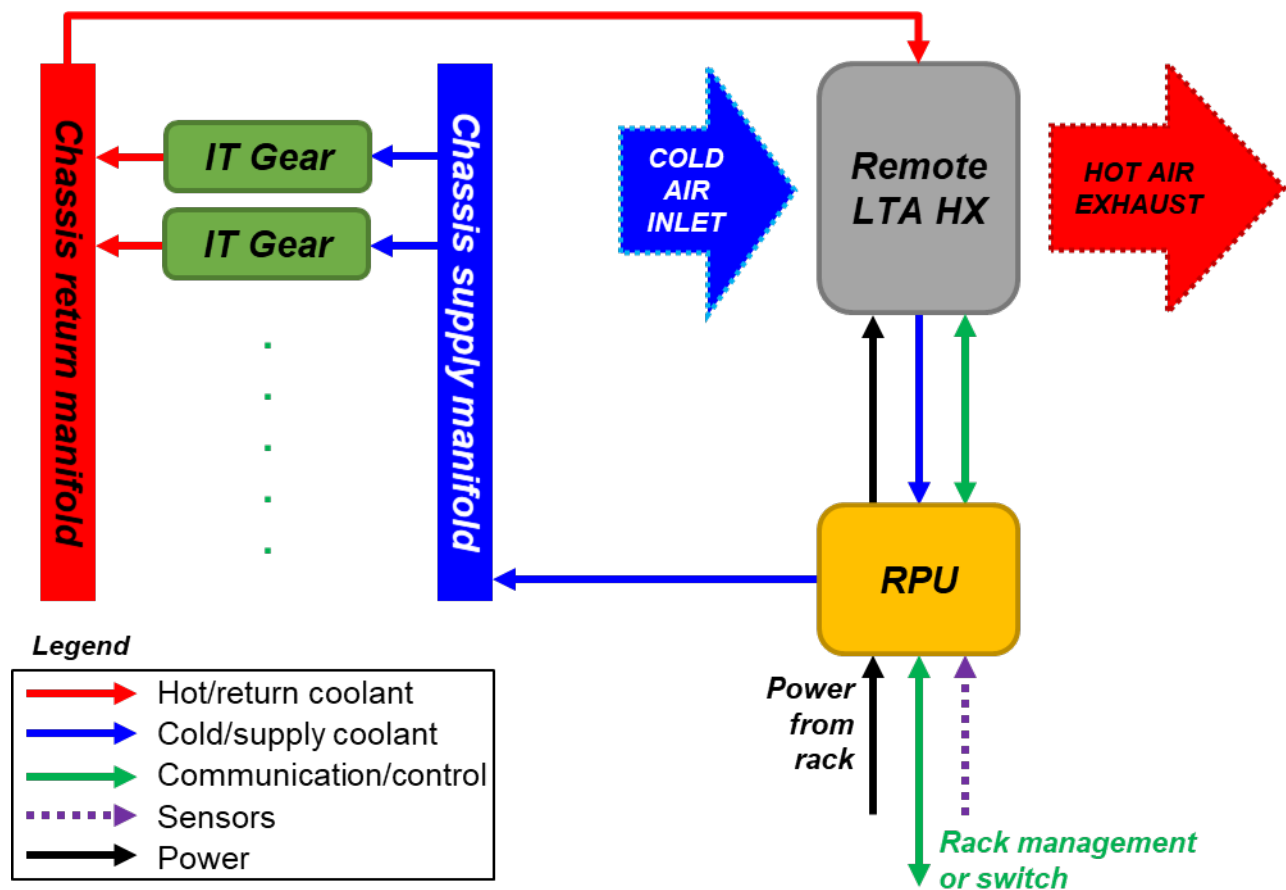 Chassis return manifold
IT Gear
IT Gear
Chassis supply manifold
COLD
AIR
INLET
Remote
LTA HX
HOT AIR
EXHAUST
RPU
Power
from
rack
Rack management
or switch
Legend
Hot/return coolant
Cold/supply coolant
Communication/control
Sensors
Power